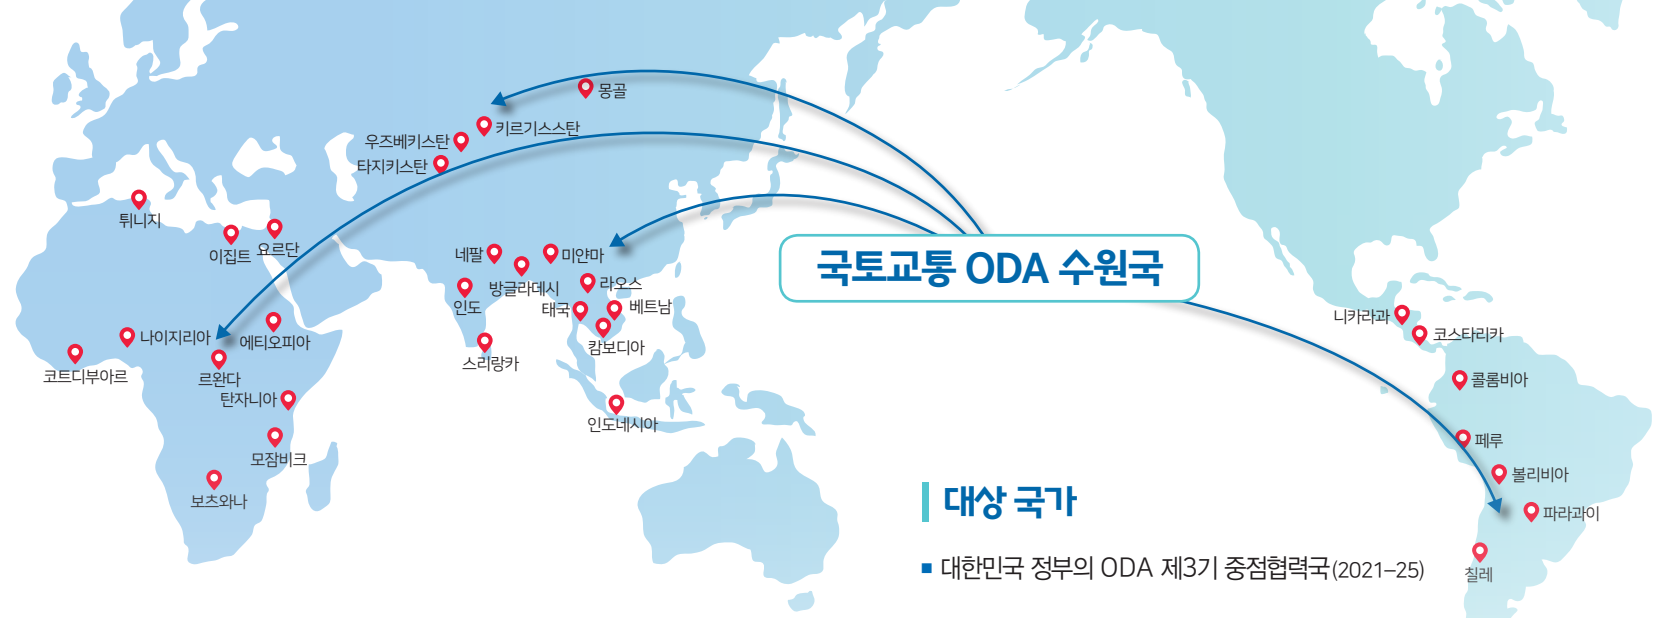 몽골
키르기스스탄
우즈베키스탄
타지키스탄
튀니지
이집트
요르단
네팔
미얀마
방글라데시
인도
라오스
태국
베트남
캄보디아
스리랑카
인도네시아
나이지리아
에티오피아
코트디부아르
르완다
탄자니아
모잠비크
보츠와나
국토교통 ODA 수원국
니카라과
코스타리카
콜롬비아
페루
볼리비아
파라과이
칠레
대상 국가
▪ 대한민국 정부의 ODA 제3기 중점협력국(2021–25)